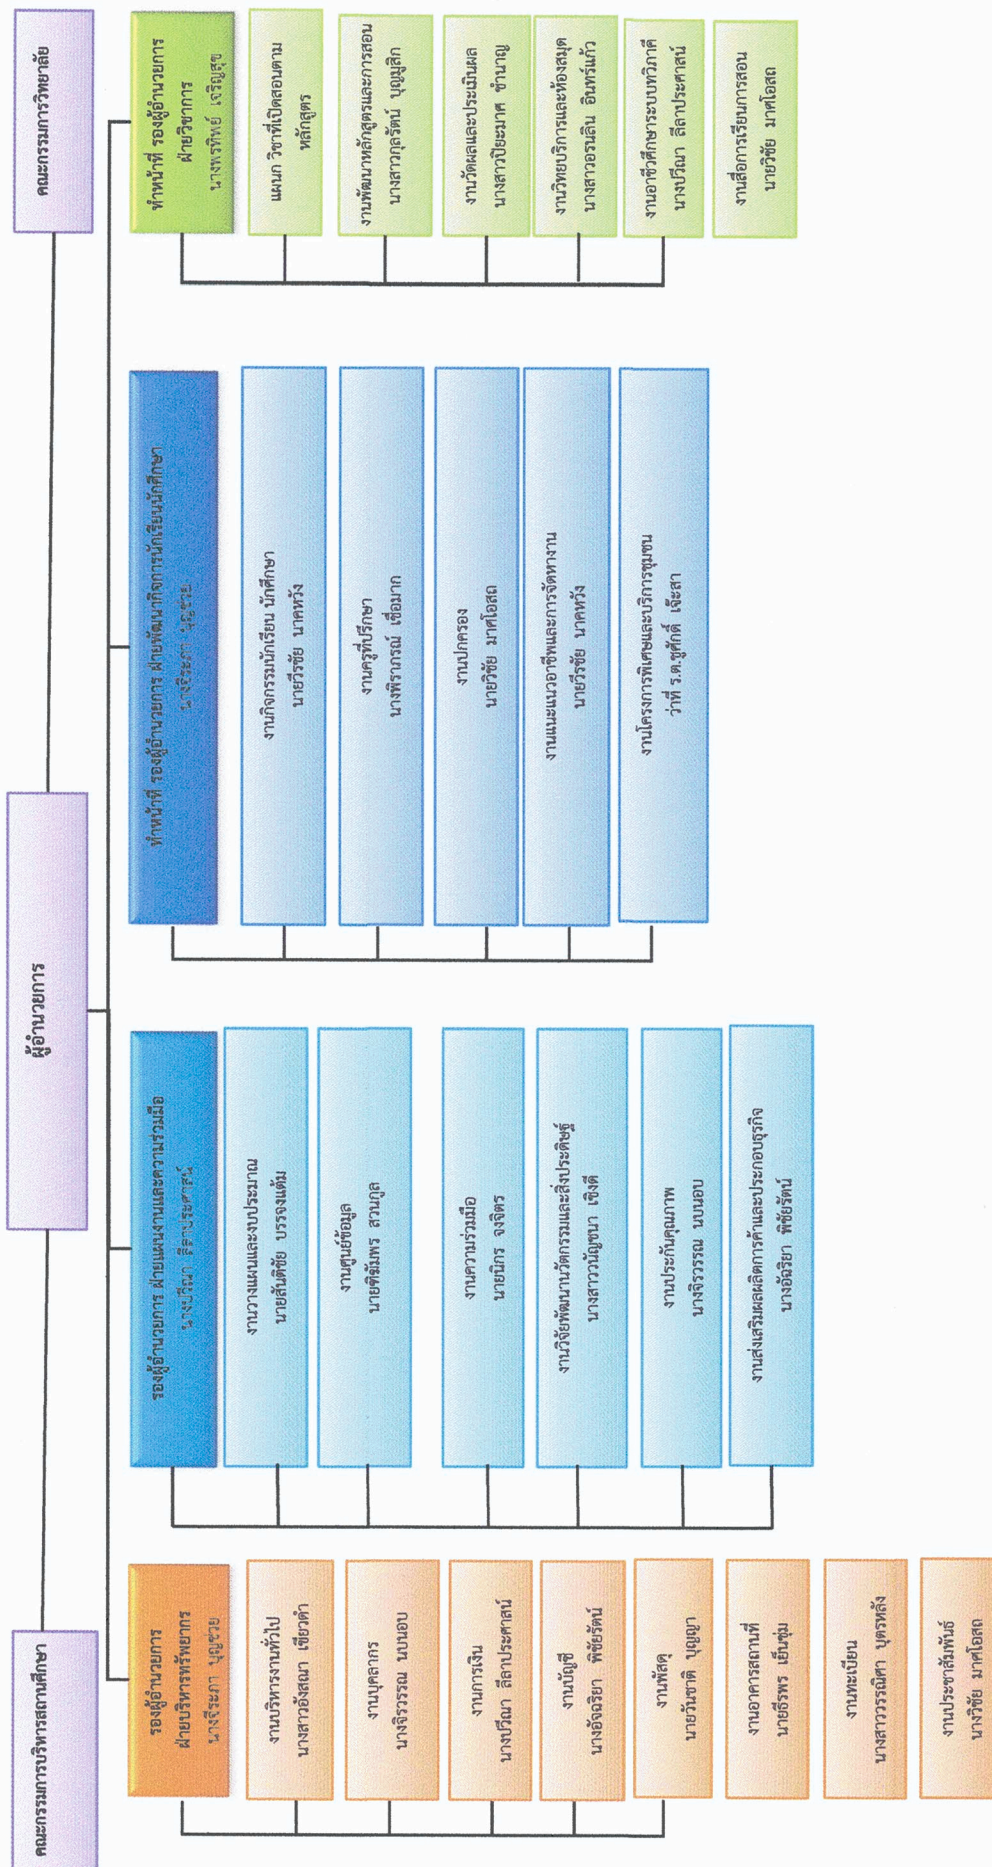 คณะกรรมการบริหารสถานศึกษา
ผู้อำนวยการ
คณะกรรมการวิทยาลัย
รองผู้อำนวยการ
ฝ่ายบริหารทรัพยากร
นางจีระภา บุญช่วย
งานบริหารงานทั่วไป
นางสาวอังสณา เขียวดำ
งานบุคลากร
นางจิรวรรณ นบนอบ
งานการเงิน
นางปวีณา ลีลาประศาสน์
งานบัญชี
นางอัจฉริยา พิชัยรัตน์
งานพัสดุ
นายวันชาติ บุญญา
งานอาคารสถานที่
นายธีรพร เย็นชุ่ม
งานทะเบียน
นางสาววรรณิศา บุตรหลัง
งานประชาสัมพันธ์
นางวิชัย มาศโอสถ
รองผู้อำนวยการ ฝ่ายแผนงานและความร่วมมือ
นางปวีณา ลีลาประศาสน์
งานวางแผนและงบประมาณ
นายสันติชัย บรรจงแต้ม
งานศูนย์ข้อมูล
นายฑิฆัมพร สวนกูล
งานความร่วมมือ
นายนิกร จงจิตร
งานวิจัยพัฒนานวัตกรรมและสิ่งประดิษฐ์
นางสาววนัญชนา เชิงดี
งานประกันคุณภาพ
นางจิรวรรณ นบนอบ
งานส่งเสริมผลผลิตการค้าและประกอบธุรกิจ
นางอัฉริยา พิชัยรัตน์
ทำหน้าที่ รองผู้อำนวยการ ฝ่ายพัฒนากิจการนักเรียนนักศึกษา
นางจีระภา บุญช่วย
งานกิจกรรมนักเรียน นักศึกษา
นายวีรชัย นาคหวัง
งานครูที่ปรึกษา
นางพิราภรณ์ เชื่อมาก
งานปกครอง
นายวิชัย มาศโอสถ
งานแนะแนวอาชีพและการจัดหางาน
นายวีรชัย นาคหวัง
งานโครงการพิเศษและบริการชุมชน
ว่าที่ ร.ต.ชูศักดิ์ เจ๊ะสา
ทำหน้าที่ รองผู้อำนวยการ
ฝ่ายวิชาการ
นางพรทิพย์ เจริญสุข
แผนก วิชาที่เปิดสอนตาม
หลักสูตร
งานพัฒนาหลักสูตรและการสอน
นางสาวกุลรัตน์ บุญมูสิก
งานวัดผลและประเมินผล
นางสาวปิยะมาศ ชำนาญ
งานวิทยบริการและห้องสมุด
นางสาวอรนลิน อินทร์แก้ว
งานอาชีวศึกษาระบบทวิภาคี
นางปวีณา ลีลาประศาสน์
งานสื่อการเรียนการสอน
นายวิชัย มาศโอสถ